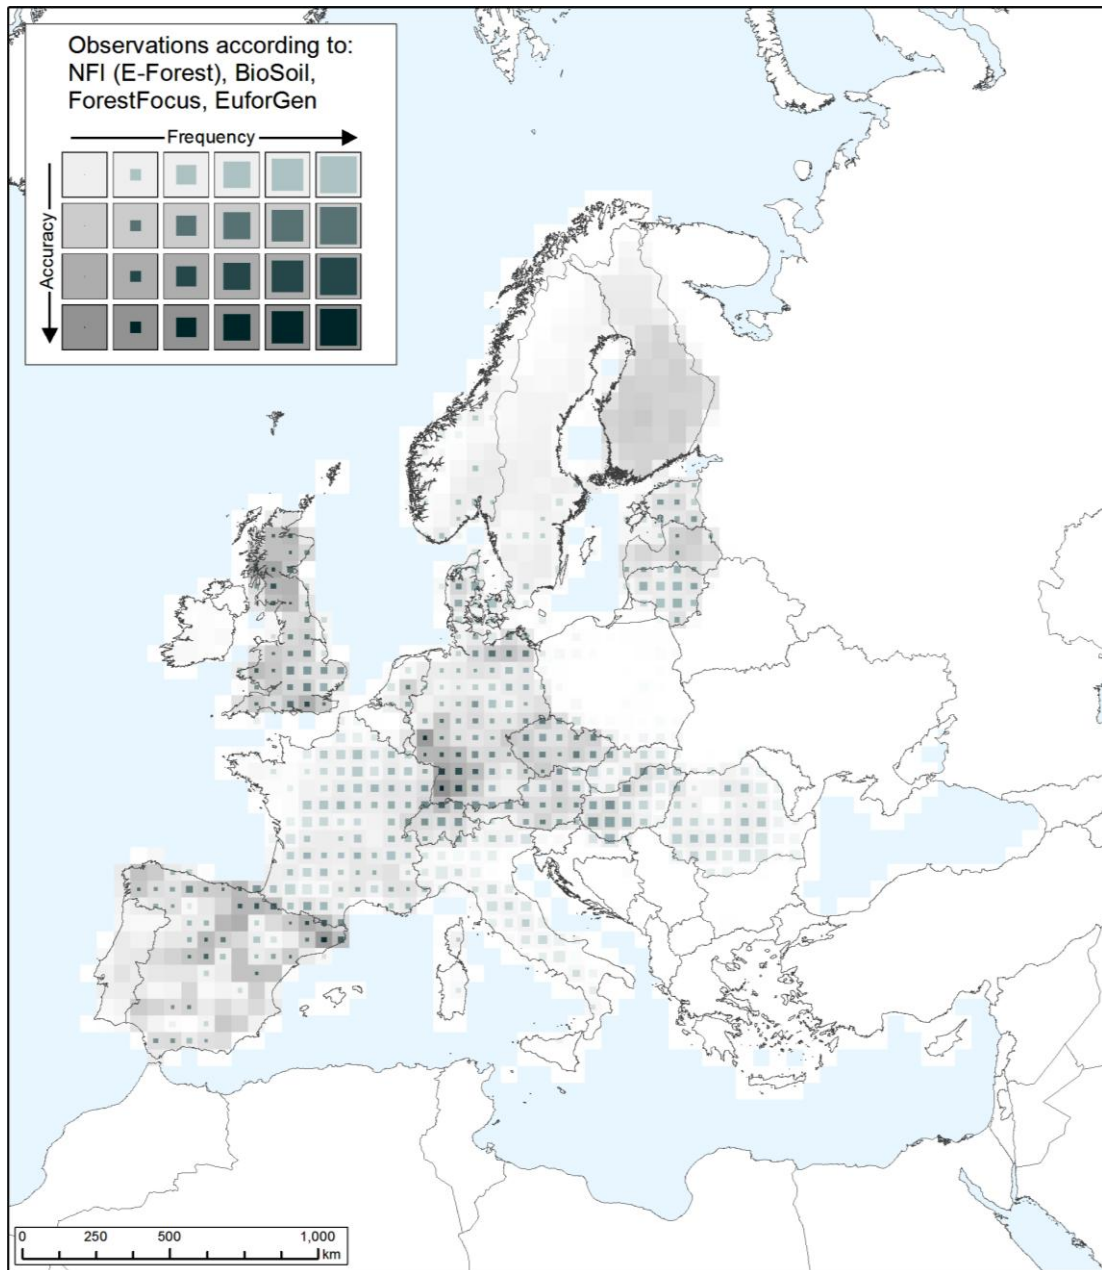 Observations according to:
NFI (E-Forest), BioSoil,
ForestFocus, EuforGen
Frequency
Accuracy
0 250 500 1,000
km